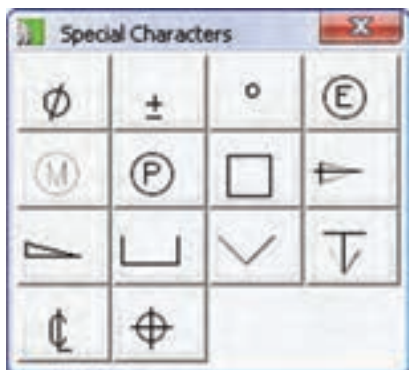 Special Characters
Ø ± ° Ⓔ
Ⓜ Ⓟ □ ⌲
⌳ ⌴ ⌵ ↧
℄ ⌖